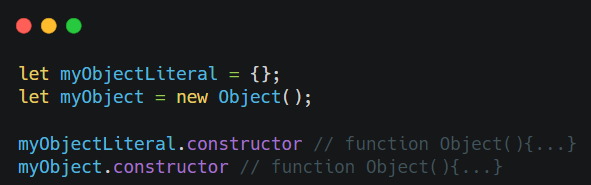 let myObjectLiteral = {};
let myObject = new Object();
myObjectLiteral.constructor // function Object(){...}
myObject.constructor // function Object(){...}